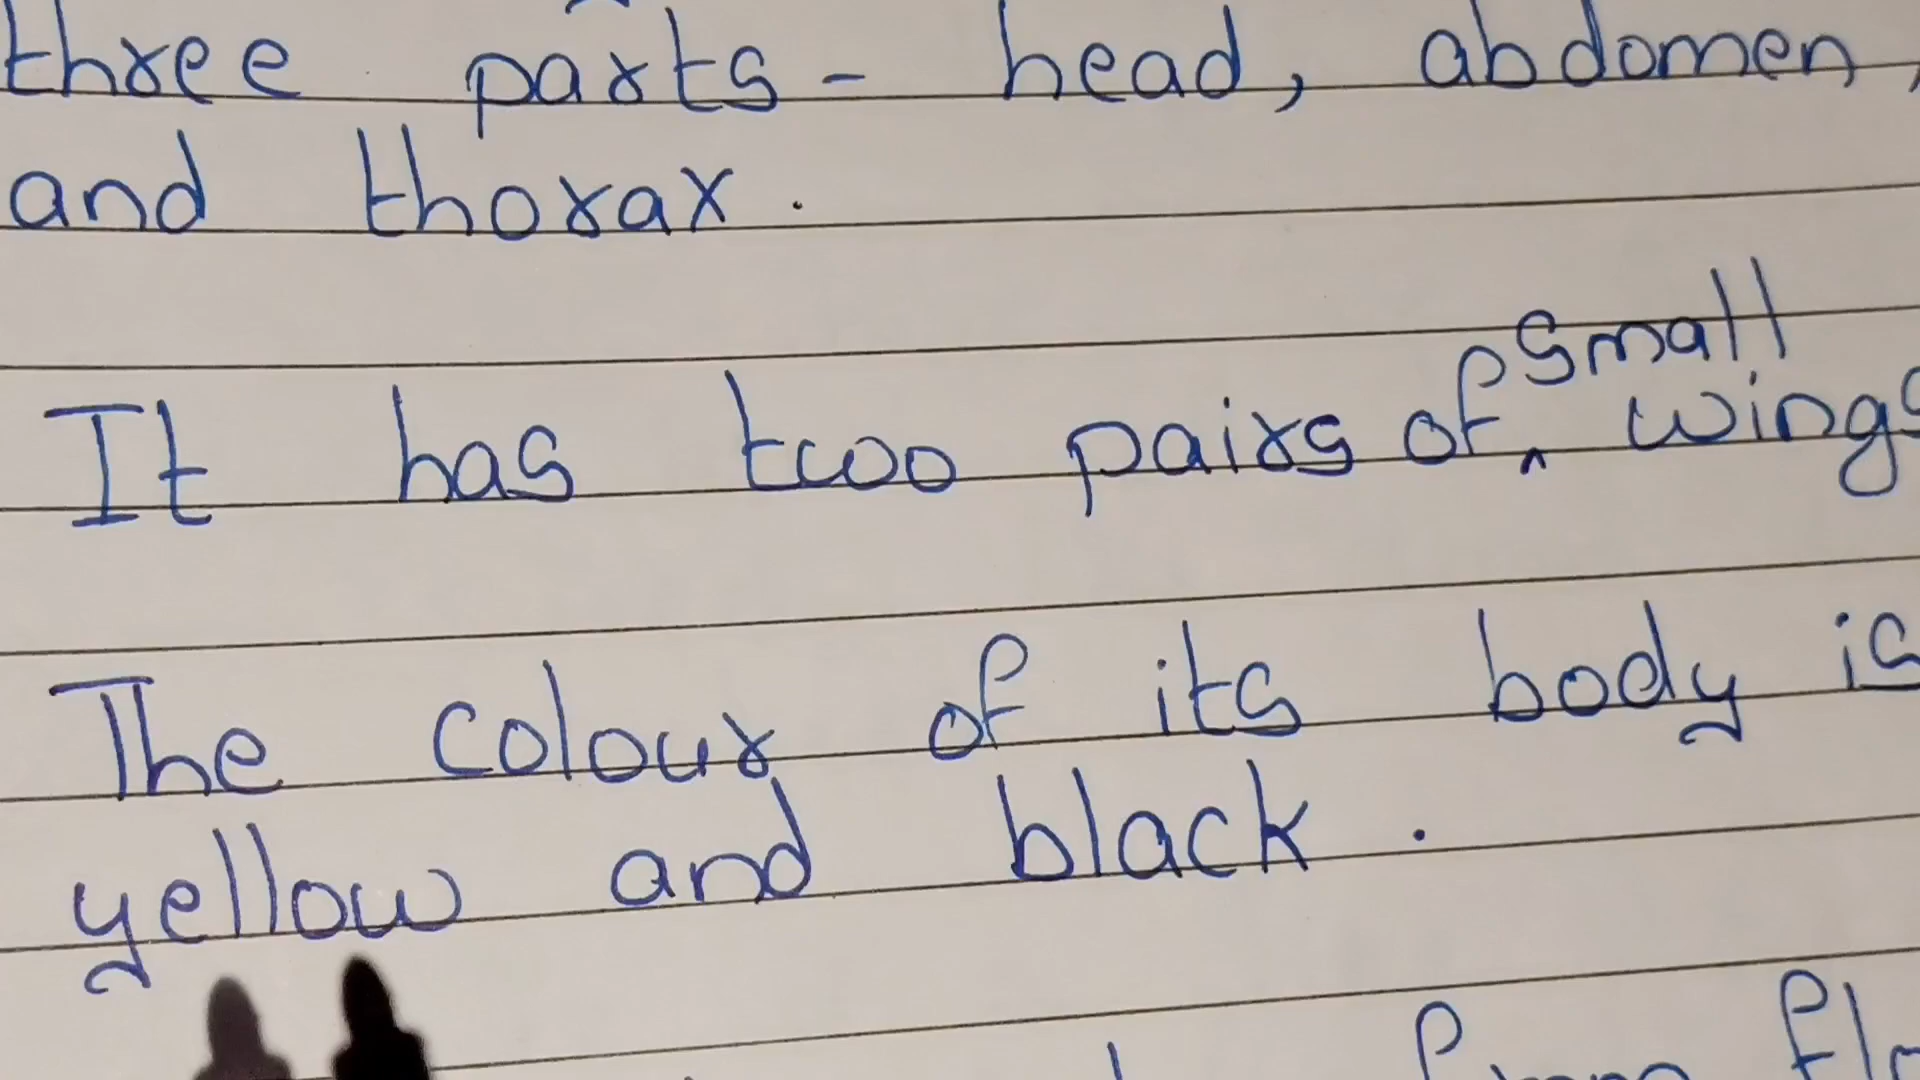 three parts - head, abdomen,
and thorax.
It has two pairs of ^ small wings
The colour of its body is
yellow and black.